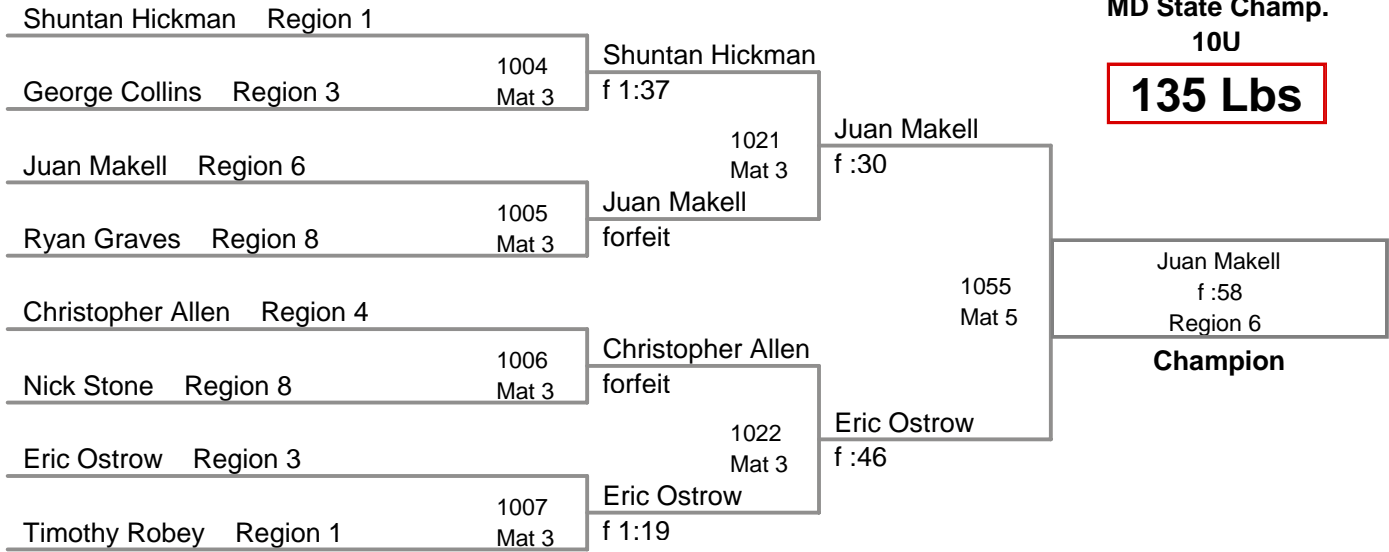 MD State Champ.
10U
135 Lbs
Shuntan Hickman Region 1
George Collins Region 3
1004
Mat 3
Shuntan Hickman
f 1:37
Juan Makell Region 6
Ryan Graves Region 8
1005
Mat 3
Juan Makell
forfeit
1021
Mat 3
Juan Makell
f :30
Christopher Allen Region 4
Nick Stone Region 8
1006
Mat 3
Christopher Allen
forfeit
Eric Ostrow Region 3
Timothy Robey Region 1
1007
Mat 3
Eric Ostrow
f 1:19
1022
Mat 3
Eric Ostrow
f :46
1055
Mat 5
Juan Makell
f :58
Region 6
Champion